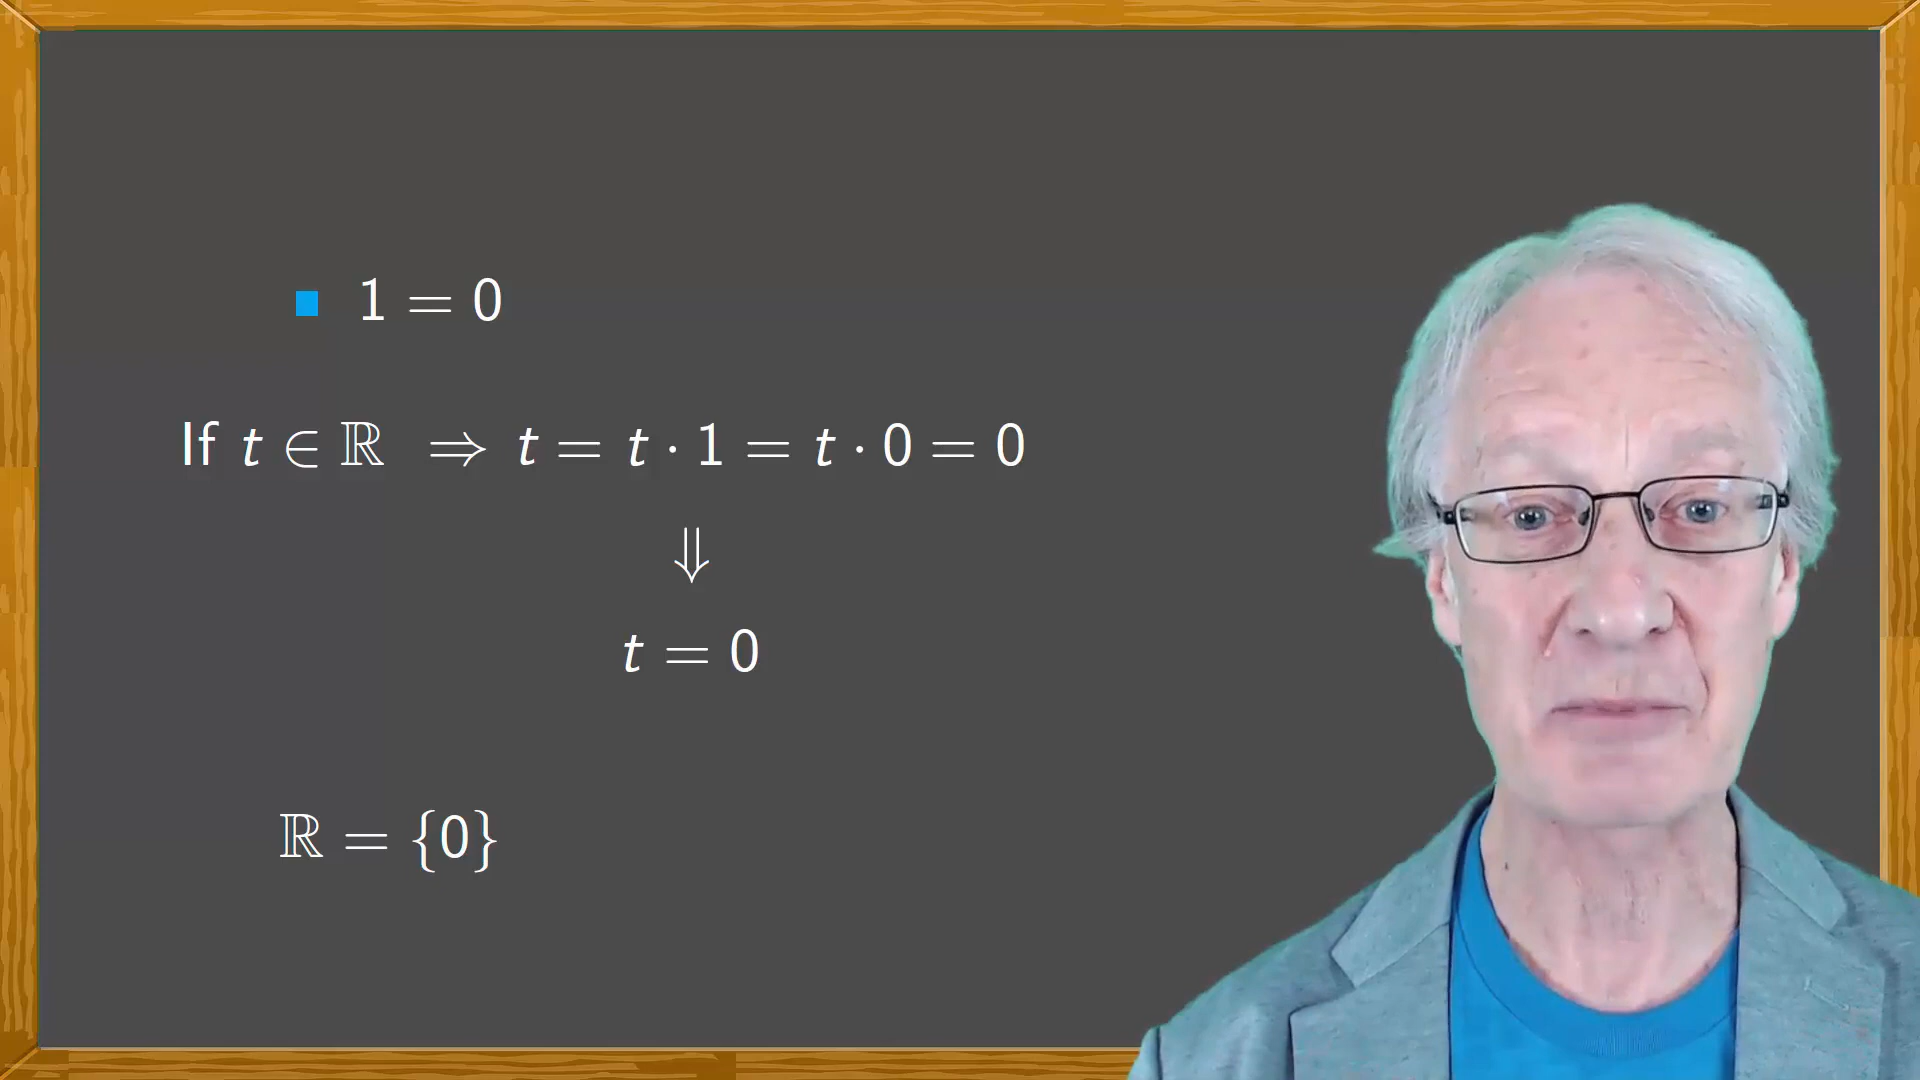 1 = 0
If t ∈ ℝ ⇒ t = t · 1 = t · 0 = 0
⇓
t = 0
ℝ = {0}